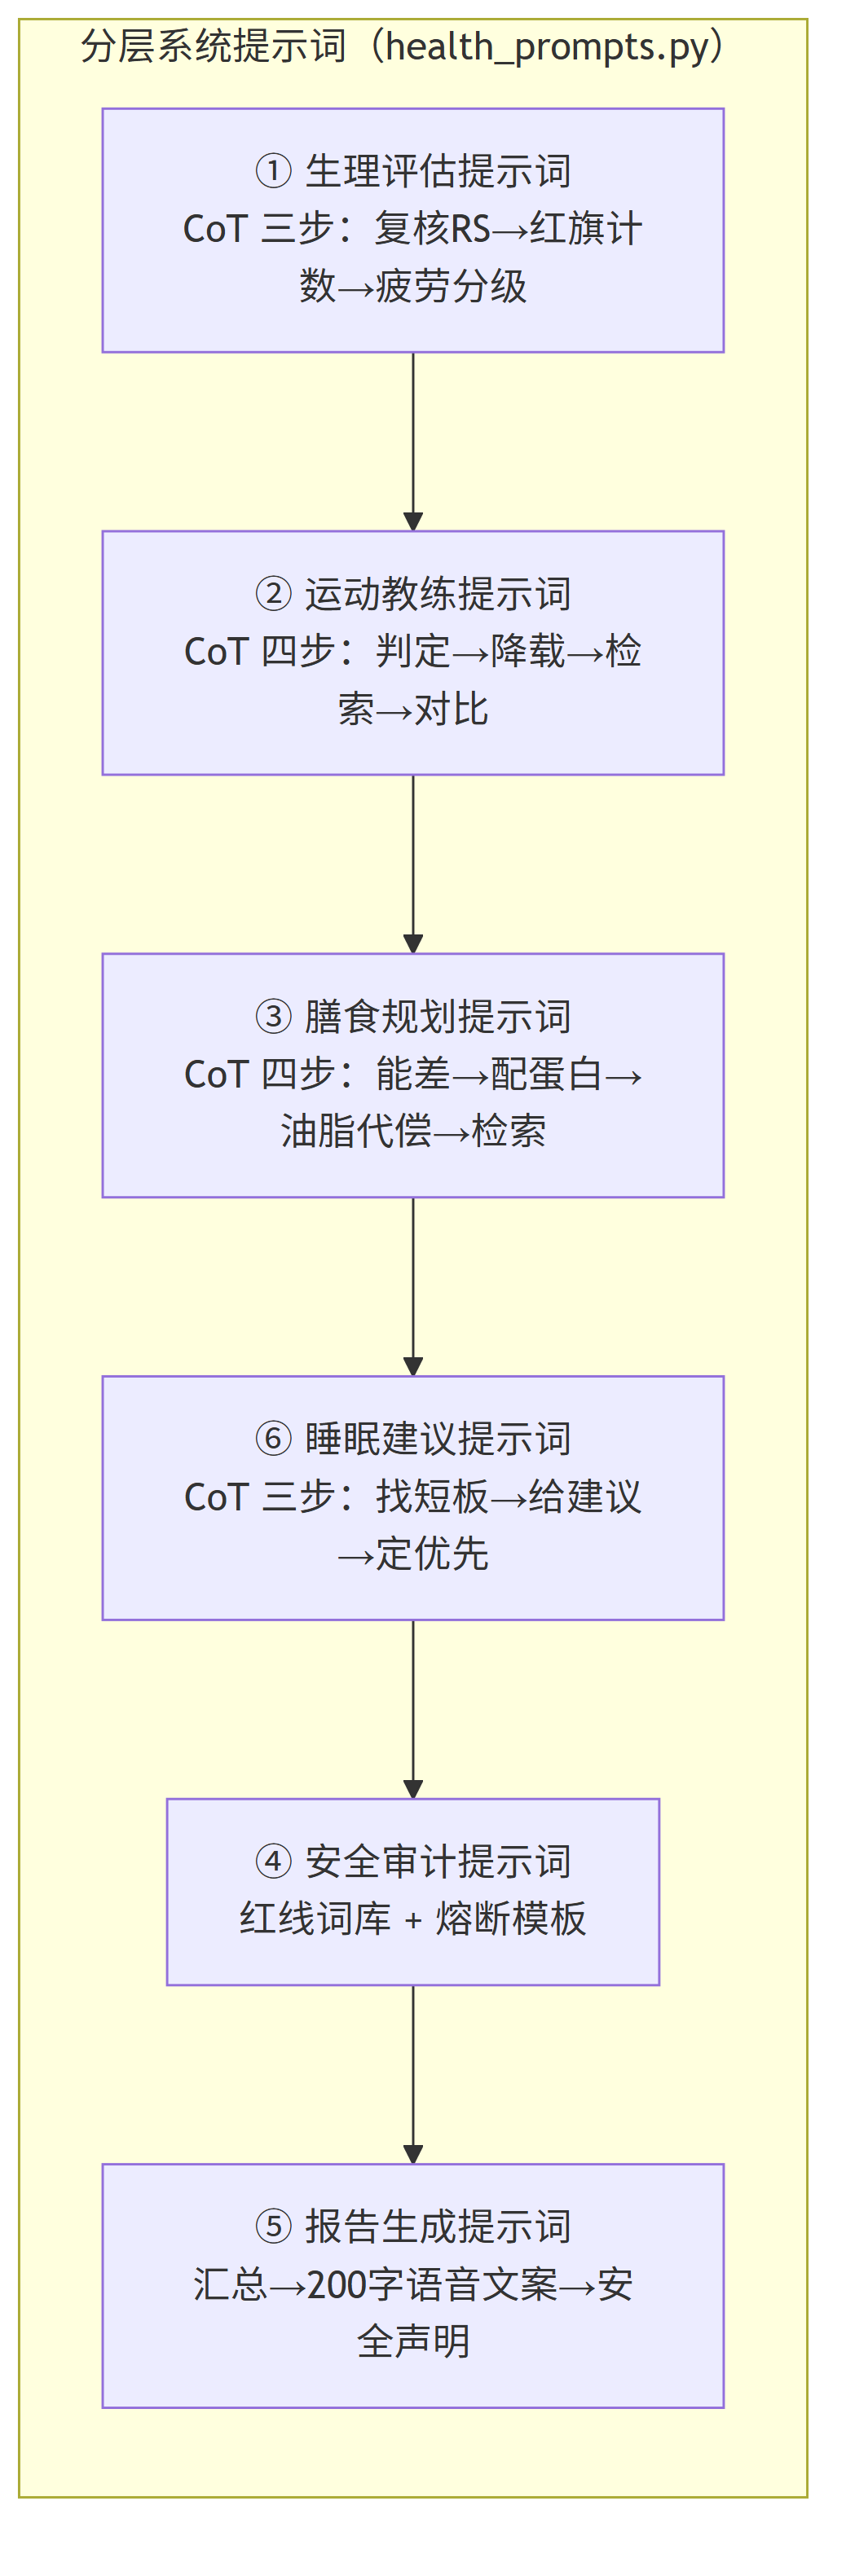 分层系统提示词（health_prompts.py）
① 生理评估提示词
CoT 三步：复核RS→红旗计
数→疲劳分级
② 运动教练提示词
CoT 四步：判定→降载→检
索→对比
③ 膳食规划提示词
CoT 四步：能差→配蛋白→
油脂代偿→检索
⑥ 睡眠建议提示词
CoT 三步：找短板→给建议
→定优先
④ 安全审计提示词
红线词库 + 熔断模板
⑤ 报告生成提示词
汇总→200字语音文案→安
全声明